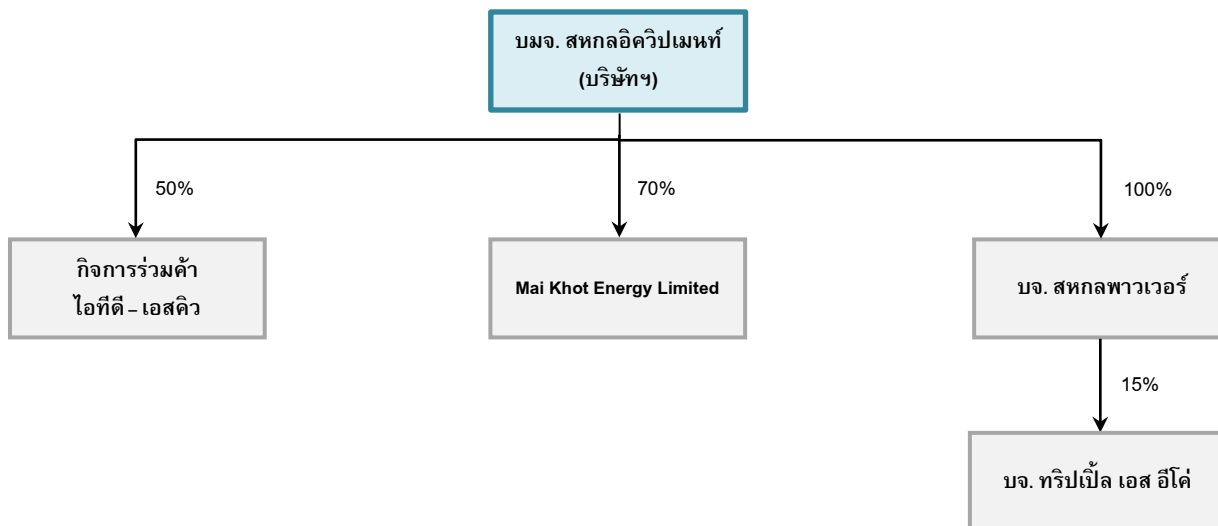 บมจ. สหกลอิควิปเมนท์
(บริษัทฯ)
50%
70%
100%
กิจการร่วมค้า
ไอทีดี – เอสคิว
Mai Khot Energy Limited
บจ. สหกลพาวเวอร์
15%
บจ. ทริปเปิ้ล เอส อีโค่